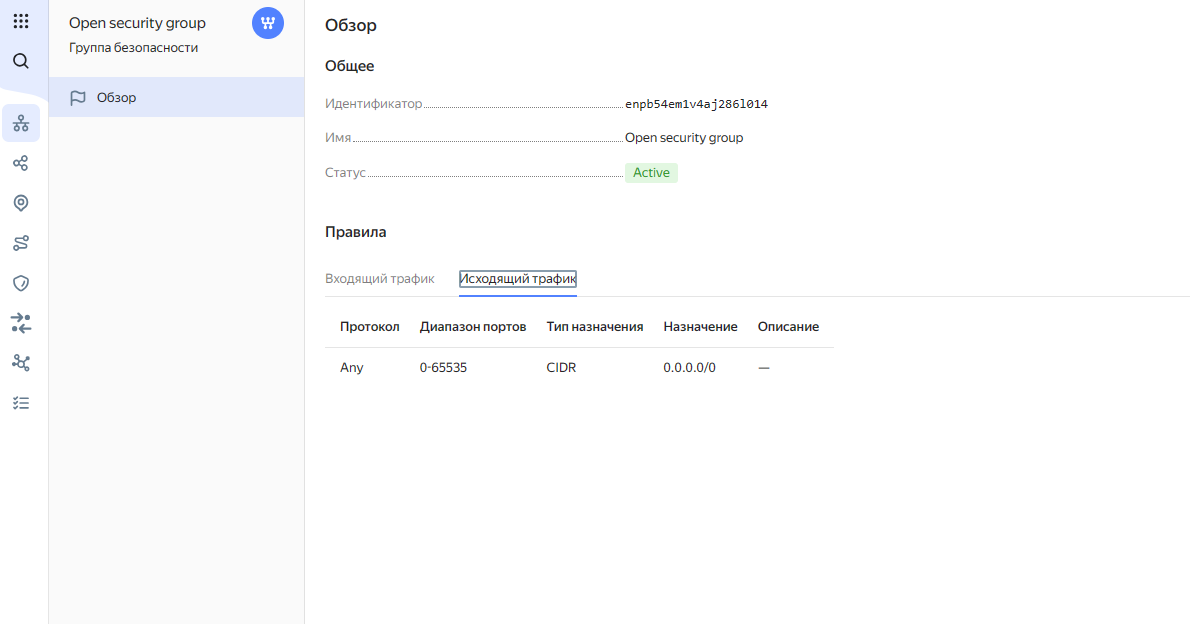 Open security group
Группа безопасности
Обзор
Обзор
Общее
Идентификатор enpb54em1v4aj286l014
Имя Open security group
Статус Active
Правила
Входящий трафик Исходящий трафик
Протокол Диапазон портов Тип назначения Назначение Описание
Any 0-65535 CIDR 0.0.0.0/0 —